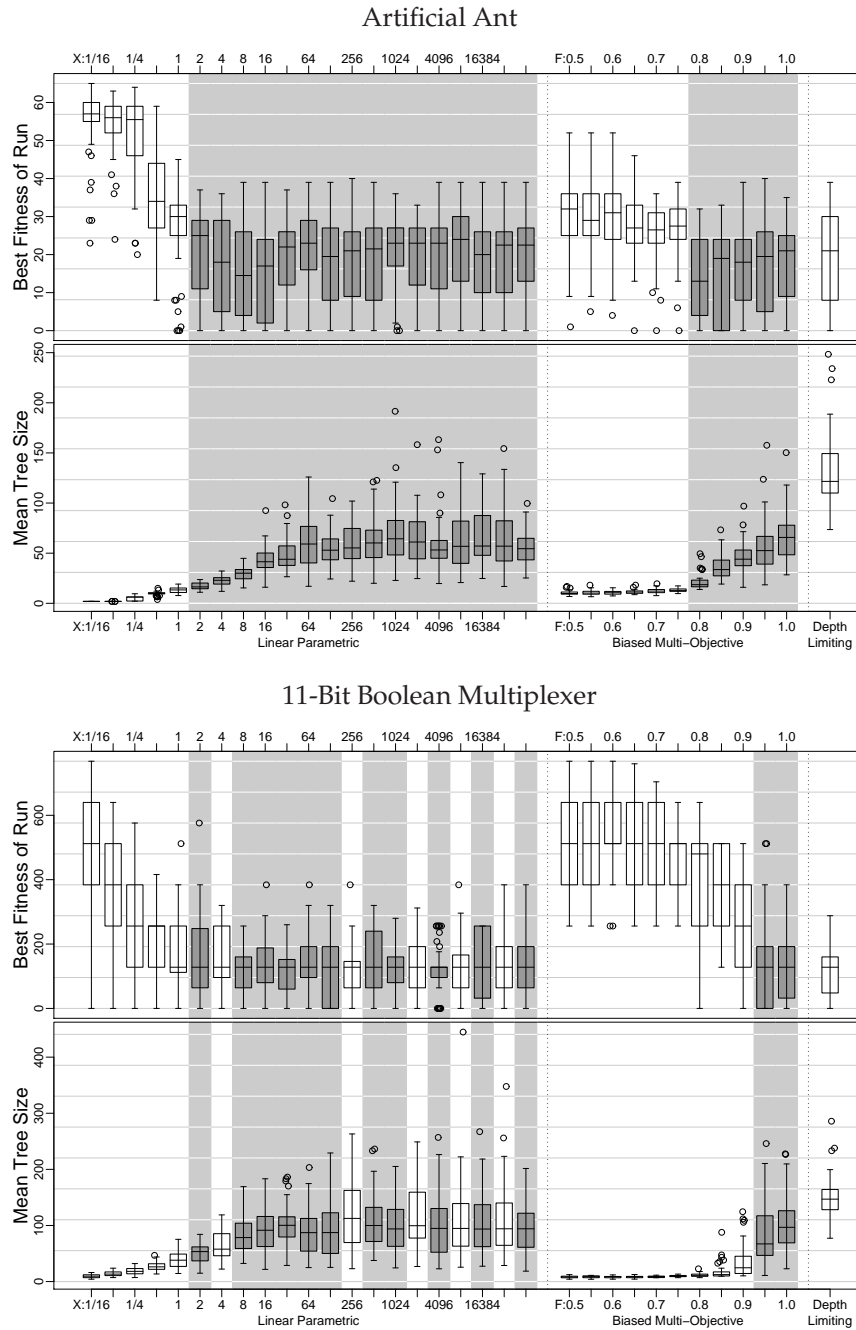 Artificial Ant
X:1/16 1/4 1 2 4 8 16 64 256 1024 4096 16384 F:0.5 0.6 0.7 0.8 0.9 1.0
Best Fitness of Run
60
50
40
30
20
10
0
Mean Tree Size
250
200
150
100
50
0
X:1/16 1/4 1 2 4 8 16 64 256 1024 4096 16384 F:0.5 0.6 0.7 0.8 0.9 1.0 Depth
Linear Parametric Biased Multi−Objective Limiting
11-Bit Boolean Multiplexer
X:1/16 1/4 1 2 4 8 16 64 256 1024 4096 16384 F:0.5 0.6 0.7 0.8 0.9 1.0
Best Fitness of Run
600
400
200
0
Mean Tree Size
400
300
200
100
0
X:1/16 1/4 1 2 4 8 16 64 256 1024 4096 16384 F:0.5 0.6 0.7 0.8 0.9 1.0 Depth
Linear Parametric Biased Multi−Objective Limiting